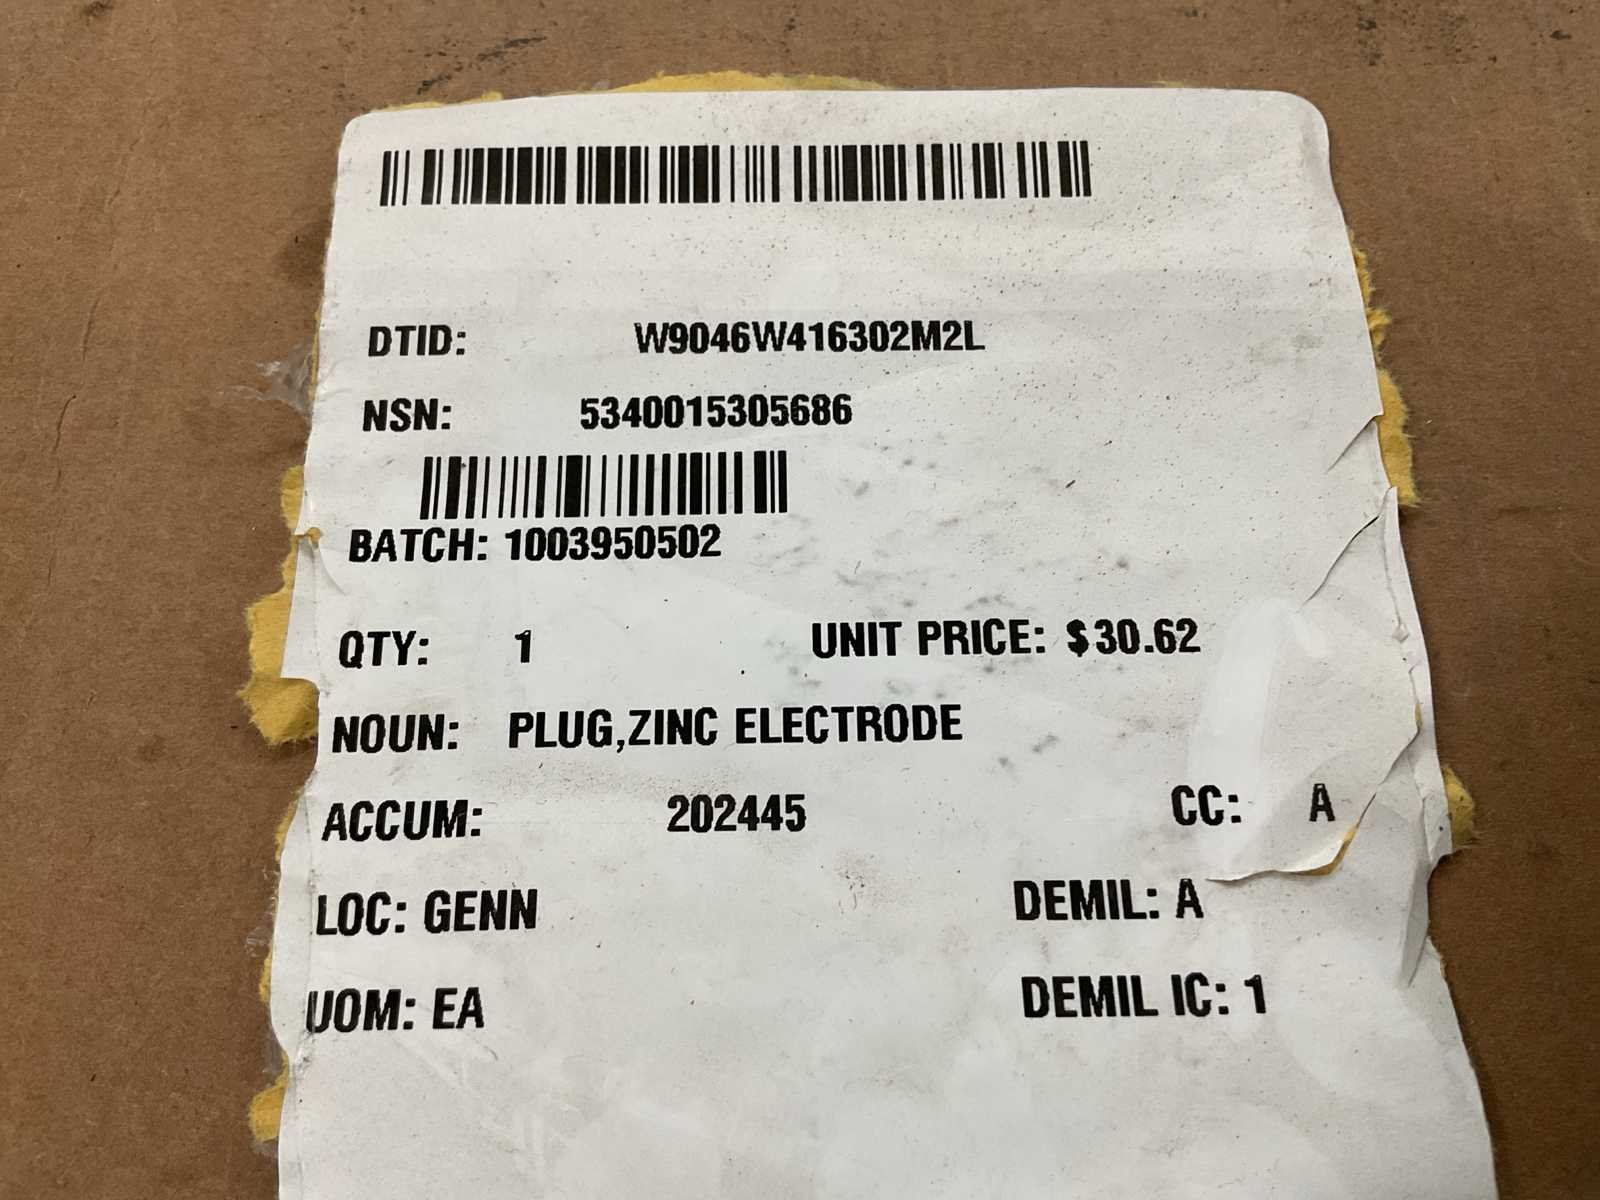 DTID: W9046W416302M2L
NSN: 5340015305686
BATCH: 1003950502
QTY: 1 UNIT PRICE: $30.62
NOUN: PLUG,ZINC ELECTRODE
ACCUM: 202445 CC: A
LOC: GENN DEMIL: A
UOM: EA DEMIL IC: 1